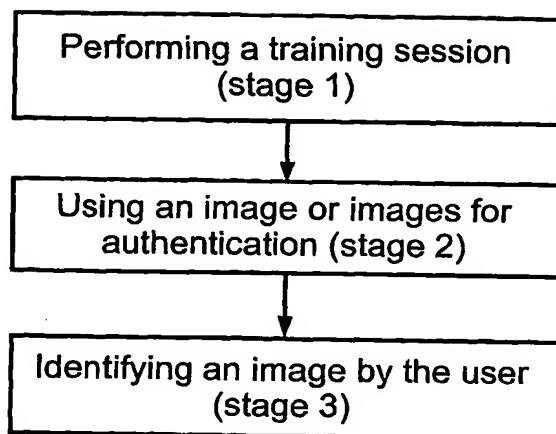 Performing a training session
(stage 1)
Using an image or images for
authentication (stage 2)
Identifying an image by the user
(stage 3)